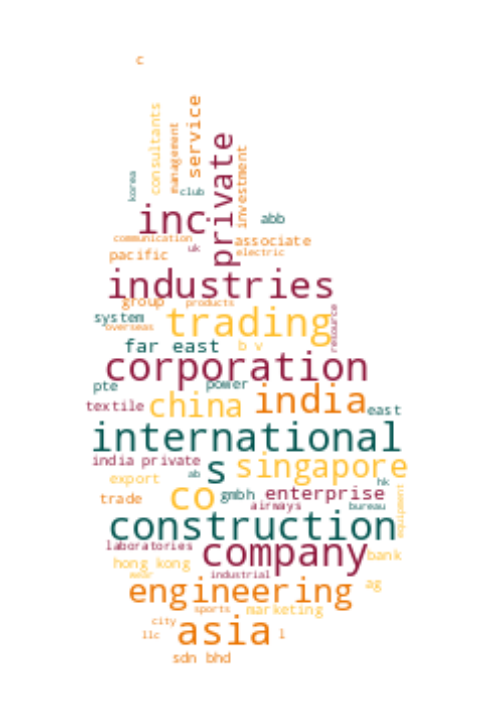 c
consultants
management
service
korea
club
private
investment
inc
abb
communication
uk
associate
pacific
electric
industries
group
products
system
overseas
trading
resource
far east
b v
corporation
pte
power
textile
china
india
east
international
india private
s
ab
singapore
export
hk
co
gmbh
enterprise
trade
airways
bureau
equipment
construction
laboratories
company
hong kong
bank
industrial
engineering
ag
sports
marketing
city
llc
asia
l
sdn bhd